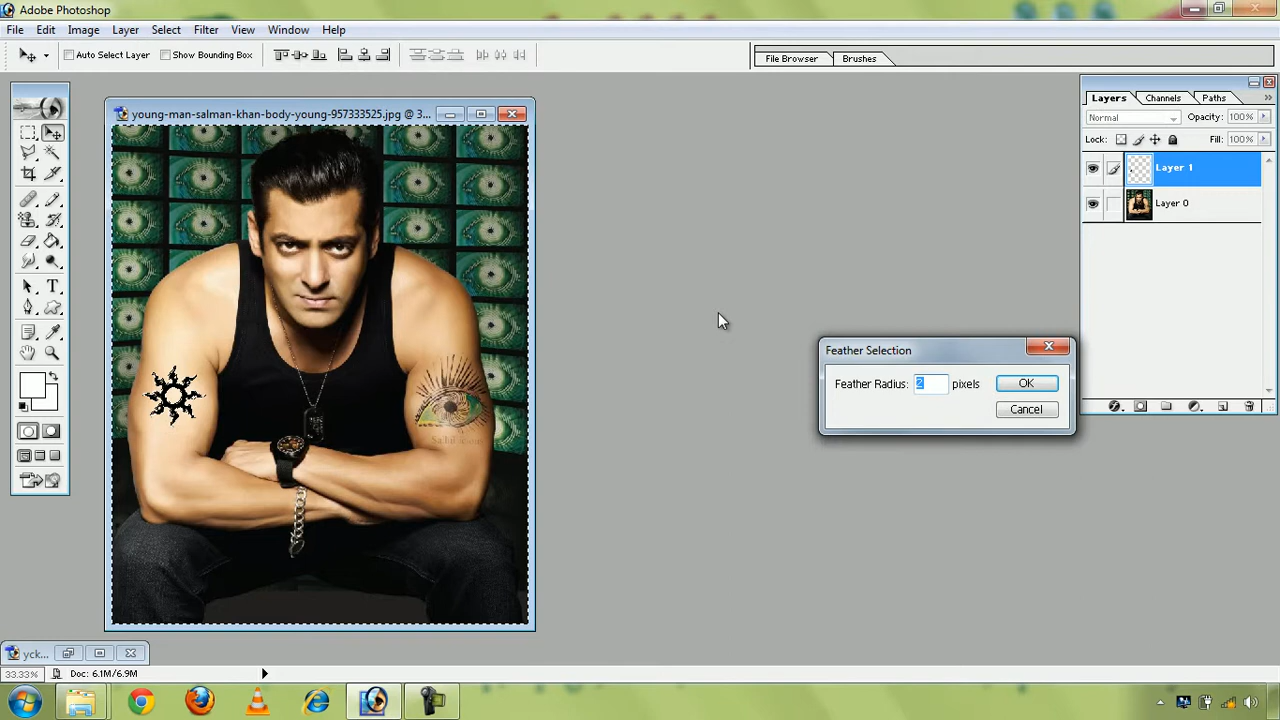 Adobe Photoshop
File Edit Image Layer Select Filter View Window Help
Auto Select Layer Show Bounding Box
File Browser Brushes
young-man-salman-khan-body-young-957333525.jpg @ 3...
Layers Channels Paths
Normal Opacity: 100%
Lock: Fill: 100%
Layer 1
Layer 0
Feather Selection
Feather Radius: 2 pixels OK
Cancel
yck...
33.33% Doc: 6.1M/6.9M